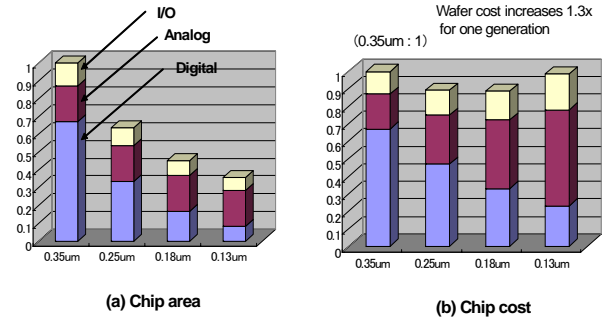 I/O
Analog
Digital
1
0.9
0.8
0.7
0.6
0.5
0.4
0.3
0.2
0.1
0
0.35um 0.25um 0.18um 0.13um
(a) Chip area
Wafer cost increases 1.3x
for one generation
(0.35um : 1)
1
0.9
0.8
0.7
0.6
0.5
0.4
0.3
0.2
0.1
0
0.35um 0.25um 0.18um 0.13um
(b) Chip cost